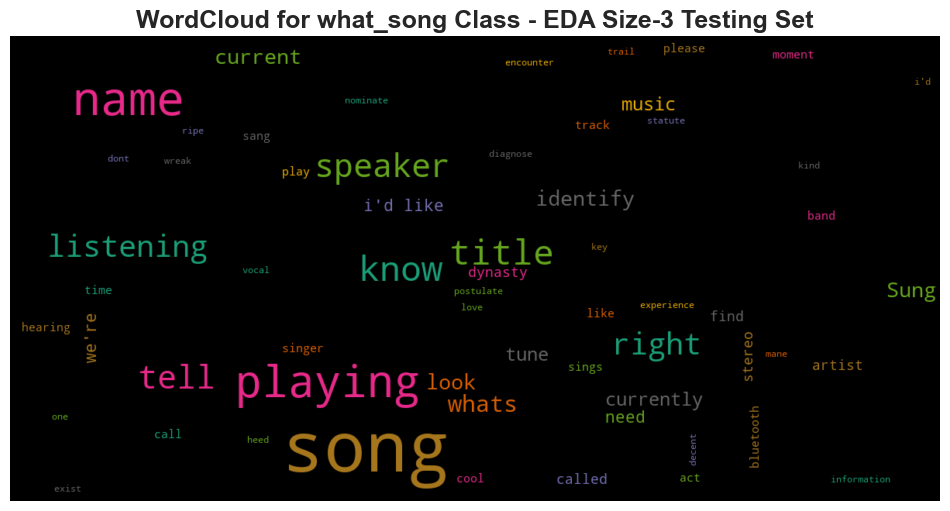 WordCloud for what_song Class - EDA Size-3 Testing Set
current
encounter
trail
please
moment
name
nominate
music
i'd
ripe
sang
track
statute
dont
wreak
play
speaker
diagnose
kind
i'd like
identify
band
listening
know
title
key
vocal
dynasty
time
postulate
love
experience
Sung
hearing
we're
like
find
singer
tune
right
stereo
mane
tell
playing
look
sings
artist
whats
currently
need
one
call
heed
song
decent
bluetooth
exist
cool
called
act
information